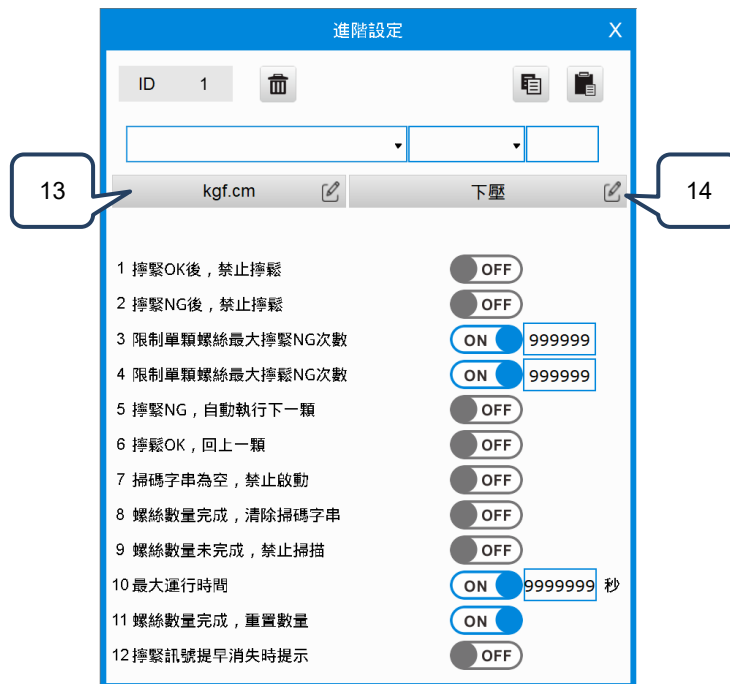 進階設定 X
ID 1
13 kgf.cm 下壓 14
1 擰緊OK後，禁止擰鬆 OFF
2 擰緊NG後，禁止擰鬆 OFF
3 限制單顆螺絲最大擰緊NG次數 ON 999999
4 限制單顆螺絲最大擰鬆NG次數 ON 999999
5 擰緊NG，自動執行下一顆 OFF
6 擰鬆OK，回上一顆 OFF
7 掃碼字串為空，禁止啟動 OFF
8 螺絲數量完成，清除掃碼字串 OFF
9 螺絲數量未完成，禁止掃描 OFF
10 最大運行時間 ON 9999999 秒
11 螺絲數量完成，重置數量 ON
12 擰緊訊號提早消失時提示 OFF